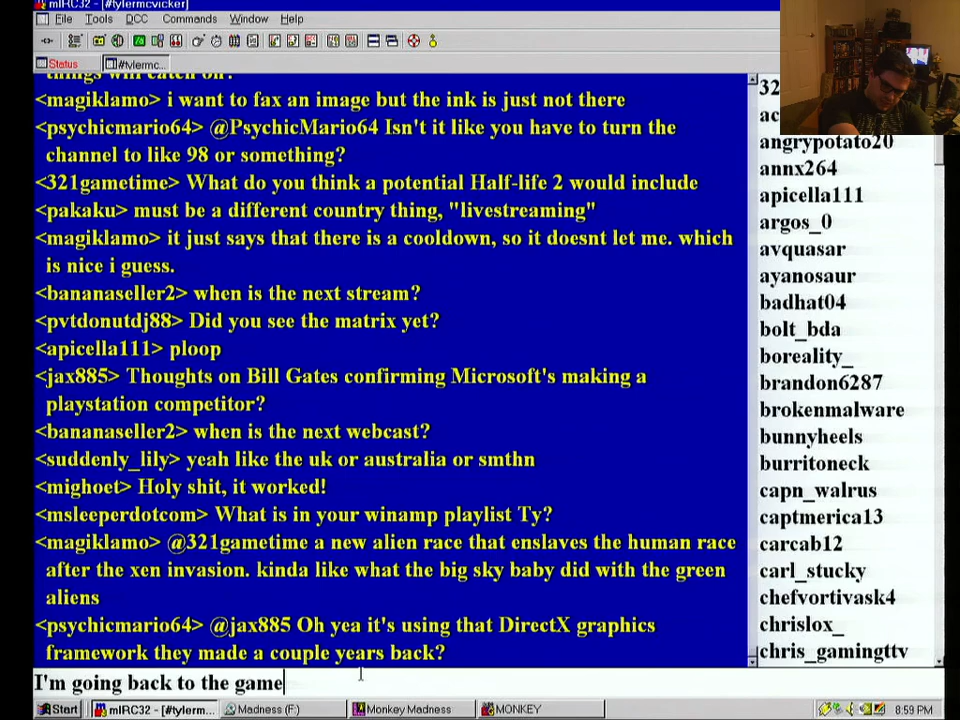 mIRC32 - [#tylermcvicker]
File Tools DCC Commands Window Help
Status #tylermc...
things will catch on?
<magiklamo> i want to fax an image but the ink is just not there
<psychicmario64> @PsychicMario64 Isn't it like you have to turn the
channel to like 98 or something?
<321gametime> What do you think a potential Half-life 2 would include
<pakaku> must be a different country thing, "livestreaming"
<magiklamo> it just says that there is a cooldown, so it doesnt let me. which
is nice i guess.
<bananaseller2> when is the next stream?
<pvtdonutdj88> Did you see the matrix yet?
<apicella111> ploop
<jax885> Thoughts on Bill Gates confirming Microsoft's making a
playstation competitor?
<bananaseller2> when is the next webcast?
<suddenly_lily> yeah like the uk or australia or smthn
<mighoet> Holy shit, it worked!
<msleeperdotcom> What is in your winamp playlist Ty?
<magiklamo> @321gametime a new alien race that enslaves the human race
after the xen invasion. kinda like what the big sky baby did with the green
aliens
<psychicmario64> @jax885 Oh yea it's using that DirectX graphics
framework they made a couple years back?
32
ac
angrypotato20
annx264
apicella111
argos_0
avquasar
ayanosaur
badhat04
bolt_bda
boreality_
brandon6287
brokenmalware
bunnyheels
burritoneck
capn_walrus
captmerica13
carcab12
carl_stucky
chefvortivask4
chrislox_
chris_gamingttv
I'm going back to the game
Start mIRC32 - [#tylerm... Madness (F:) Monkey Madness MONKEY 8:59 PM